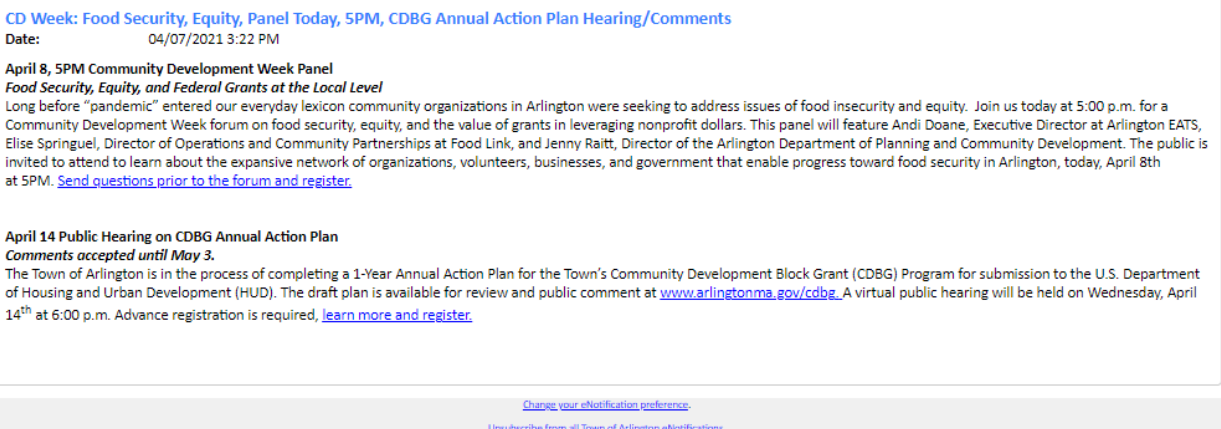 CD Week: Food Security, Equity, Panel Today, 5PM, CDBG Annual Action Plan Hearing/Comments
Date: 04/07/2021 3:22 PM
April 8, 5PM Community Development Week Panel
Food Security, Equity, and Federal Grants at the Local Level
Long before “pandemic” entered our everyday lexicon community organizations in Arlington were seeking to address issues of food insecurity and equity.  Join us today at 5:00 p.m. for a
Community Development Week forum on food security, equity, and the value of grants in leveraging nonprofit dollars. This panel will feature Andi Doane, Executive Director at Arlington EATS,
Elise Springuel, Director of Operations and Community Partnerships at Food Link, and Jenny Raitt, Director of the Arlington Department of Planning and Community Development. The public is
invited to attend to learn about the expansive network of organizations, volunteers, businesses, and government that enable progress toward food security in Arlington, today, April 8th
at 5PM. Send questions prior to the forum and register.
April 14 Public Hearing on CDBG Annual Action Plan
Comments accepted until May 3.
The Town of Arlington is in the process of completing a 1-Year Annual Action Plan for the Town’s Community Development Block Grant (CDBG) Program for submission to the U.S. Department
of Housing and Urban Development (HUD). The draft plan is available for review and public comment at www.arlingtonma.gov/cdbg. A virtual public hearing will be held on Wednesday, April
14th at 6:00 p.m. Advance registration is required, learn more and register.
Change your eNotification preference.
Unsubscribe from all Town of Arlington eNotifications.